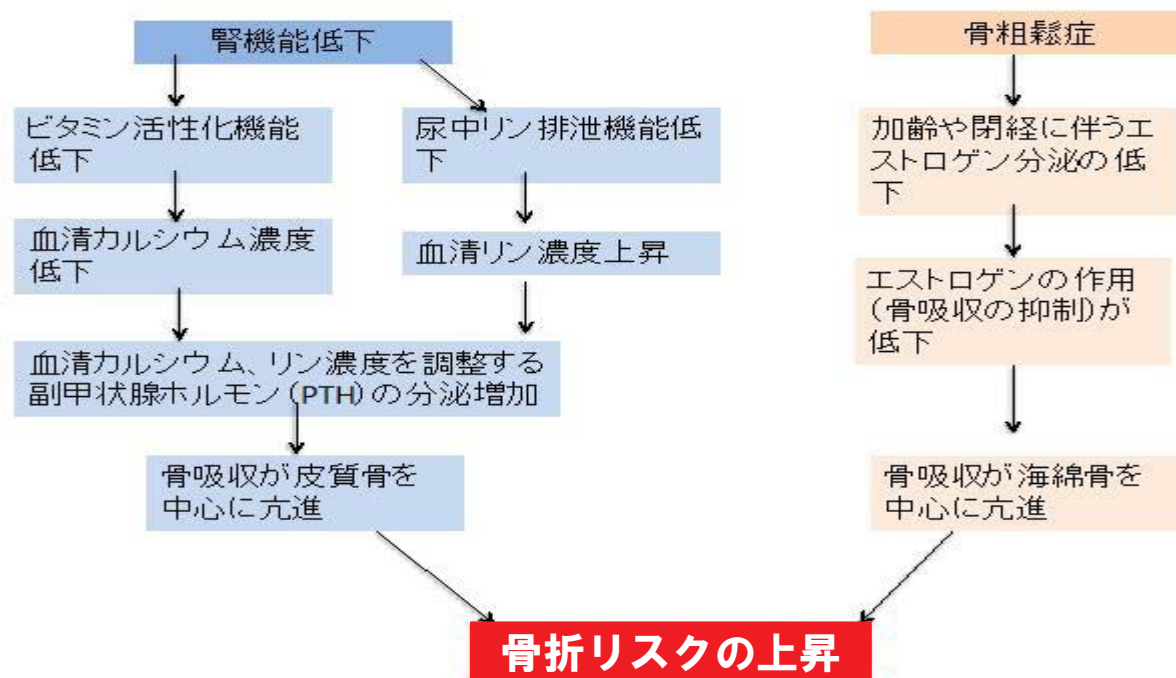 腎機能低下
ビタミン活性化機能
低下
血清カルシウム濃度
低下
尿中リン排泄機能低
下
血清リン濃度上昇
血清カルシウム、リン濃度を調整する
副甲状腺ホルモン(PTH)の分泌増加
骨吸収が皮質骨を
中心に亢進
骨粗鬆症
加齢や閉経に伴うエ
ストロゲン分泌の低
下
エストロゲンの作用
(骨吸収の抑制)が
低下
骨吸収が海綿骨を
中心に亢進
骨折リスクの上昇